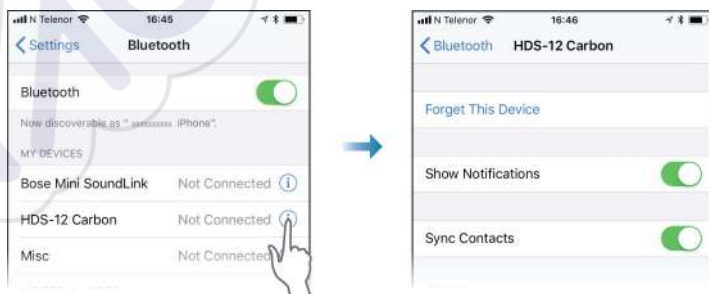 N Telenor 16:45
Settings Bluetooth
Bluetooth
Now discoverable as " xxxxxxxxx iPhone".
MY DEVICES
Bose Mini SoundLink Not Connected
HDS-12 Carbon Not Connected
Misc Not Connected
N Telenor 16:46
Bluetooth HDS-12 Carbon
Forget This Device
Show Notifications
Sync Contacts